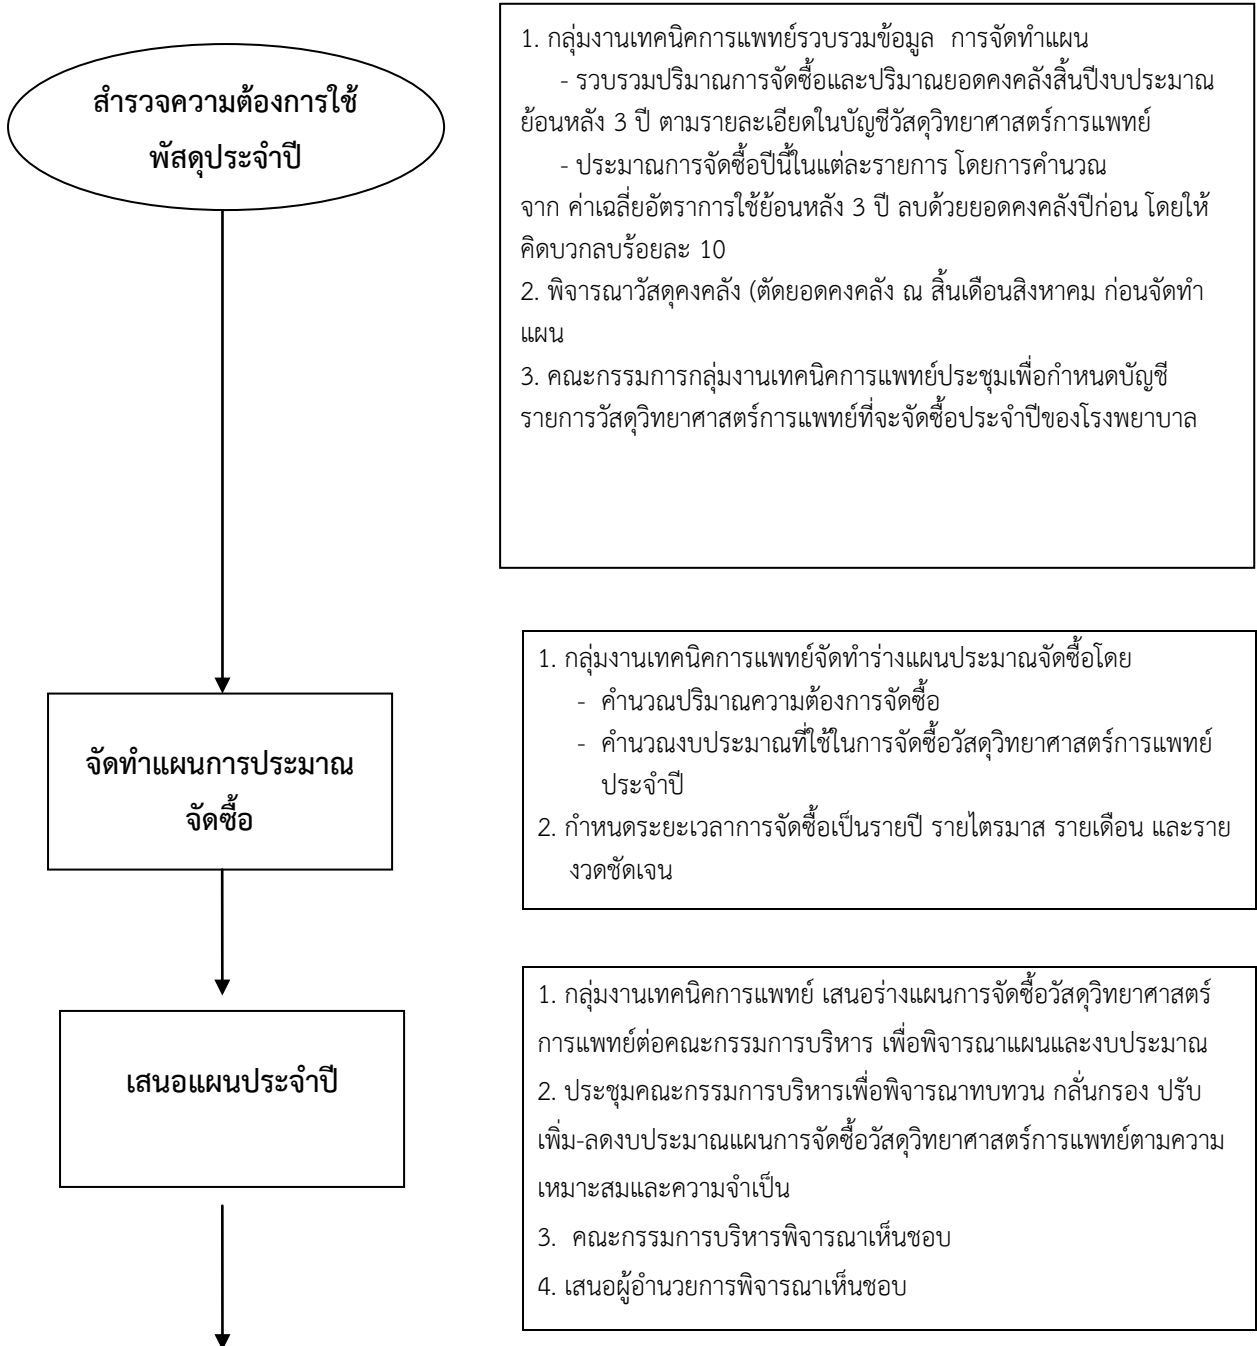 สำรวจความต้องการใช้
พัสดุประจำปี
1. กลุ่มงานเทคนิคการแพทย์รวบรวมข้อมูล  การจัดทำแผน
- รวบรวมปริมาณการจัดซื้อและปริมาณยอดคงคลังสิ้นปีงบประมาณ
ย้อนหลัง 3 ปี ตามรายละเอียดในบัญชีวัสดุวิทยาศาสตร์การแพทย์
- ประมาณการจัดซื้อปีนี้ในแต่ละรายการ โดยการคำนวณ
จาก ค่าเฉลี่ยอัตราการใช้ย้อนหลัง 3 ปี ลบด้วยยอดคงคลังปีก่อน โดยให้
คิดบวกลบร้อยละ 10
2. พิจารณาวัสดุคงคลัง (ตัดยอดคงคลัง ณ สิ้นเดือนสิงหาคม ก่อนจัดทำ
แผน
3. คณะกรรมการกลุ่มงานเทคนิคการแพทย์ประชุมเพื่อกำหนดบัญชี
รายการวัสดุวิทยาศาสตร์การแพทย์ที่จะจัดซื้อประจำปีของโรงพยาบาล
จัดทำแผนการประมาณ
จัดซื้อ
1. กลุ่มงานเทคนิคการแพทย์จัดทำร่างแผนประมาณจัดซื้อโดย
- คำนวณปริมาณความต้องการจัดซื้อ
- คำนวณงบประมาณที่ใช้ในการจัดซื้อวัสดุวิทยาศาสตร์การแพทย์
ประจำปี
2. กำหนดระยะเวลาการจัดซื้อเป็นรายปี รายไตรมาส รายเดือน และราย
งวดชัดเจน
เสนอแผนประจำปี
1. กลุ่มงานเทคนิคการแพทย์ เสนอร่างแผนการจัดซื้อวัสดุวิทยาศาสตร์
การแพทย์ต่อคณะกรรมการบริหาร เพื่อพิจารณาแผนและงบประมาณ
2. ประชุมคณะกรรมการบริหารเพื่อพิจารณาทบทวน กลั่นกรอง ปรับ
เพิ่ม-ลดงบประมาณแผนการจัดซื้อวัสดุวิทยาศาสตร์การแพทย์ตามความ
เหมาะสมและความจำเป็น
3.  คณะกรรมการบริหารพิจารณาเห็นชอบ
4. เสนอผู้อำนวยการพิจารณาเห็นชอบ